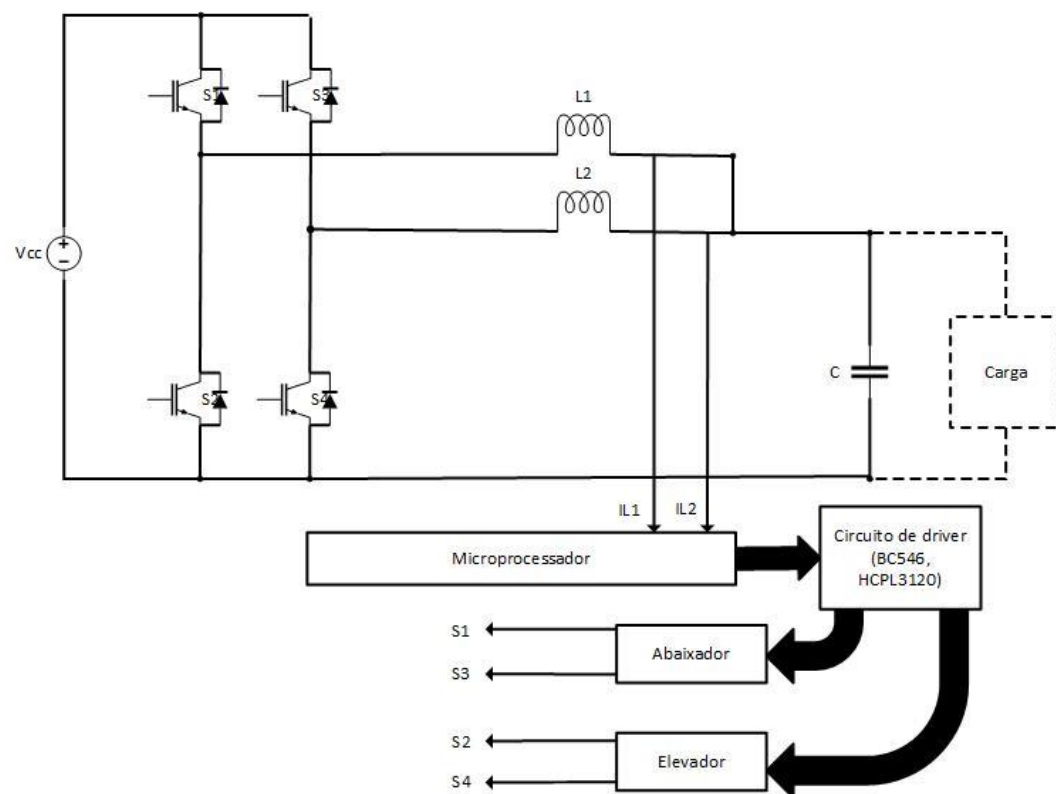 S1
S3
L1
L2
Vcc
+
−
S2
S4
C
Carga
IL1
IL2
Microprocessador
Circuito de driver
(BC546,
HCPL3120)
S1
S3
Abaixador
S2
S4
Elevador